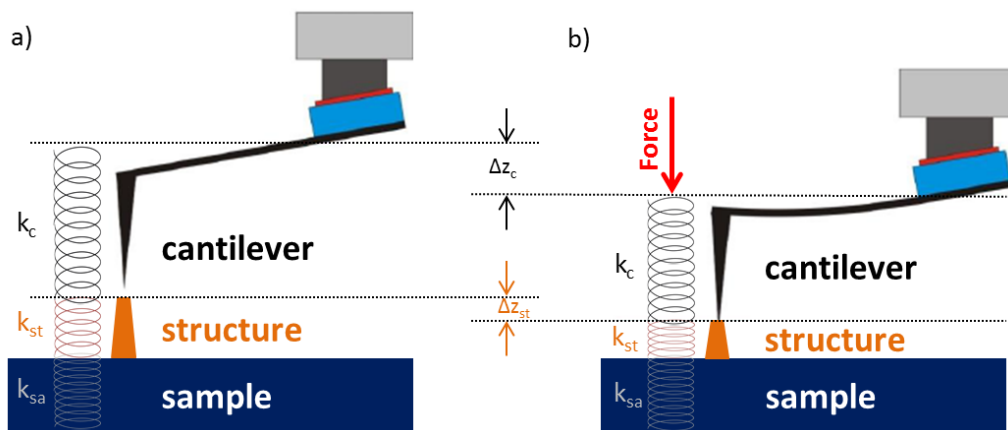 a)
k_c
cantilever
k_st
structure
k_sa
sample
Δz_c
Δz_st
b)
Force
k_c
cantilever
k_st
structure
k_sa
sample